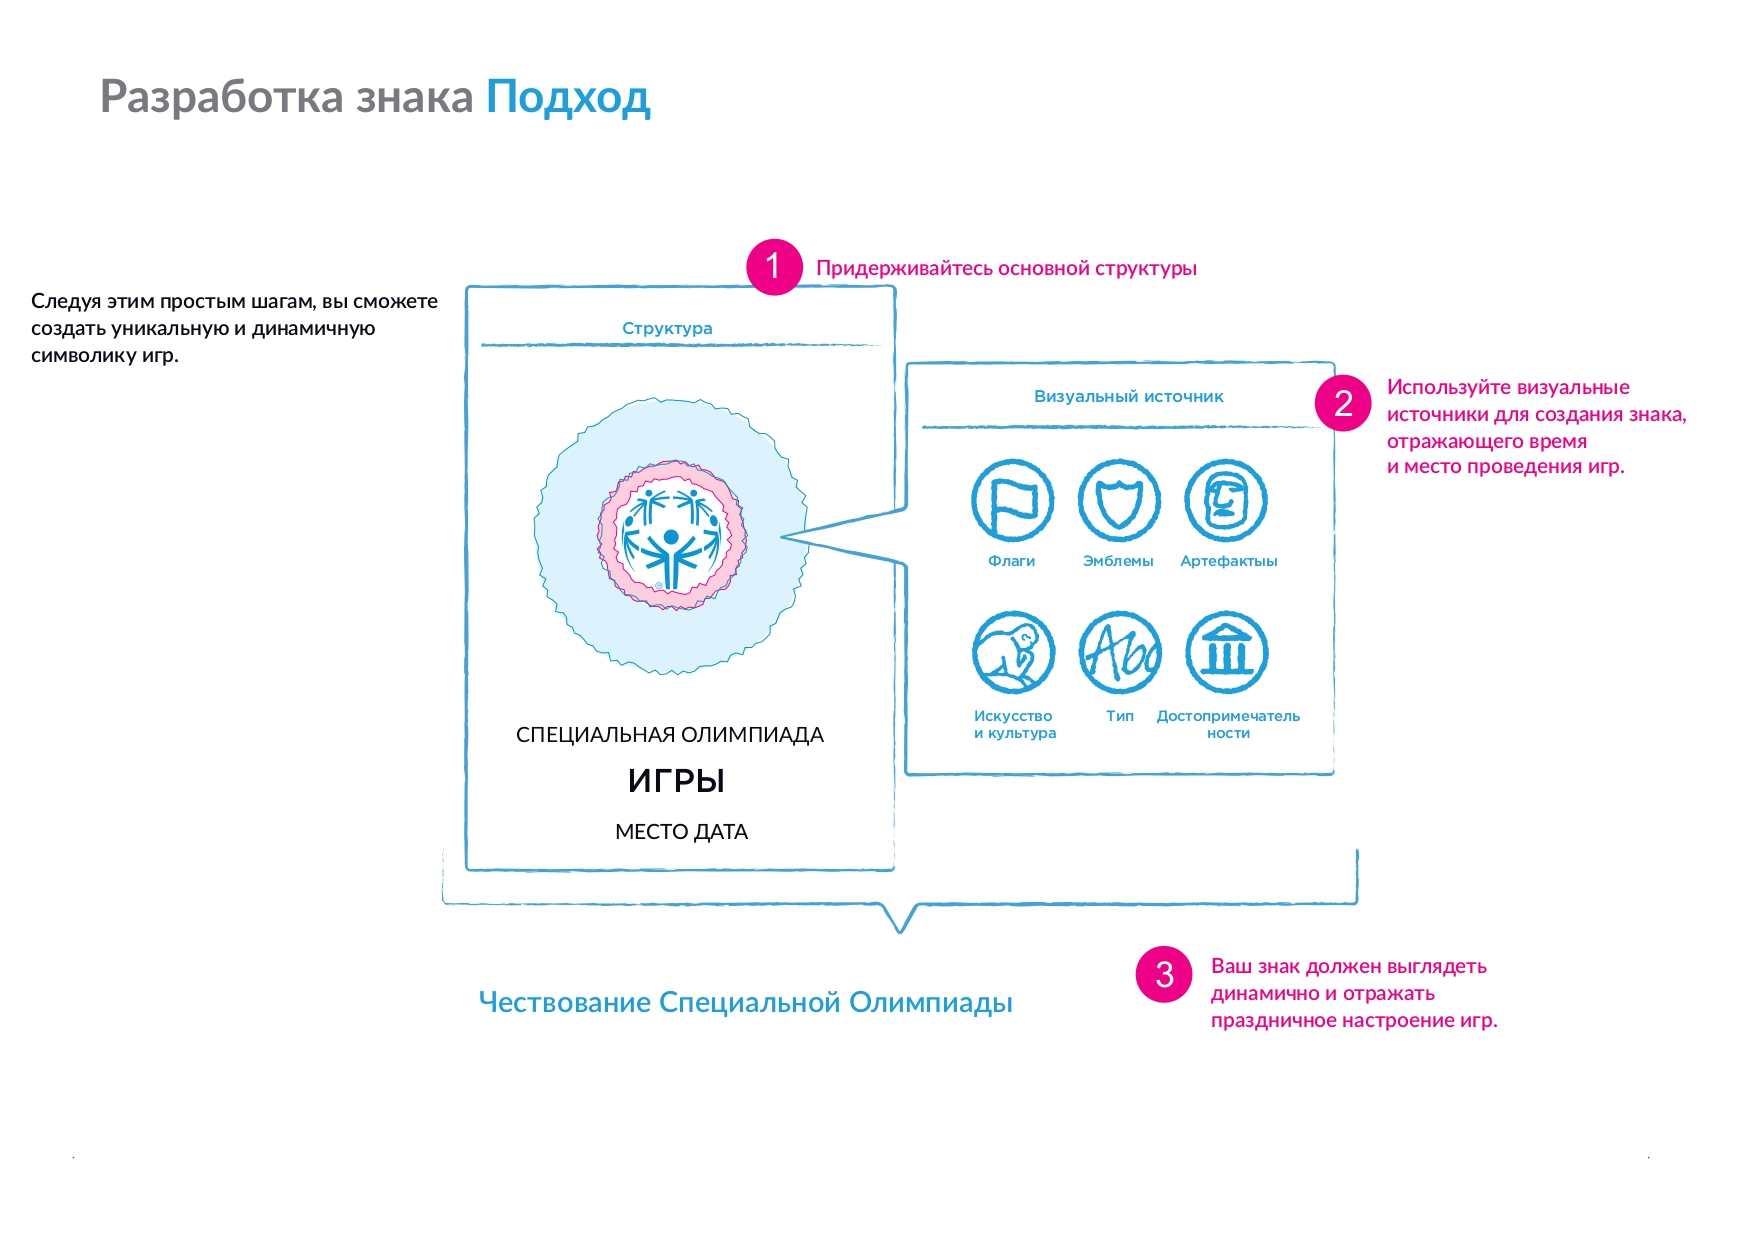 Разработка знака Подход
Следуя этим простым шагам, вы сможете
создать уникальную и динамичную
символику игр.
1
Придерживайтесь основной структуры
Структура
СПЕЦИАЛЬНАЯ ОЛИМПИАДА
ИГРЫ
МЕСТО ДАТА
Визуальный источник
Флаги
Эмблемы
Артефактыы
Abc
Искусство
и культура
Тип
Достопримечатель
ности
2
Используйте визуальные
источники для создания знака,
отражающего время
и место проведения игр.
Чествование Специальной Олимпиады
3
Ваш знак должен выглядеть
динамично и отражать
праздничное настроение игр.